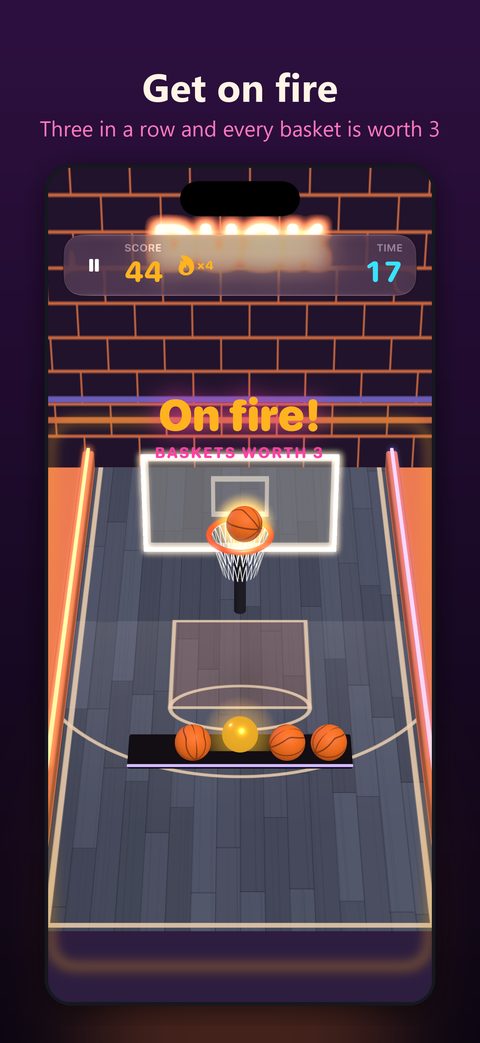 Get on fire
Three in a row and every basket is worth 3
SCORE
44 x4
TIME
17
On fire!
BASKETS WORTH 3